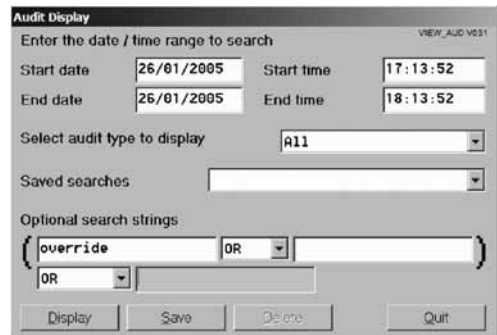 Audit Display
Enter the date / time range to search VIEW_AUD V031
Start date 26/01/2005 Start time 17:13:52
End date 26/01/2005 End time 18:13:52
Select audit type to display All
Saved searches
Optional search strings
( override OR )
OR
Display Save Delete Quit